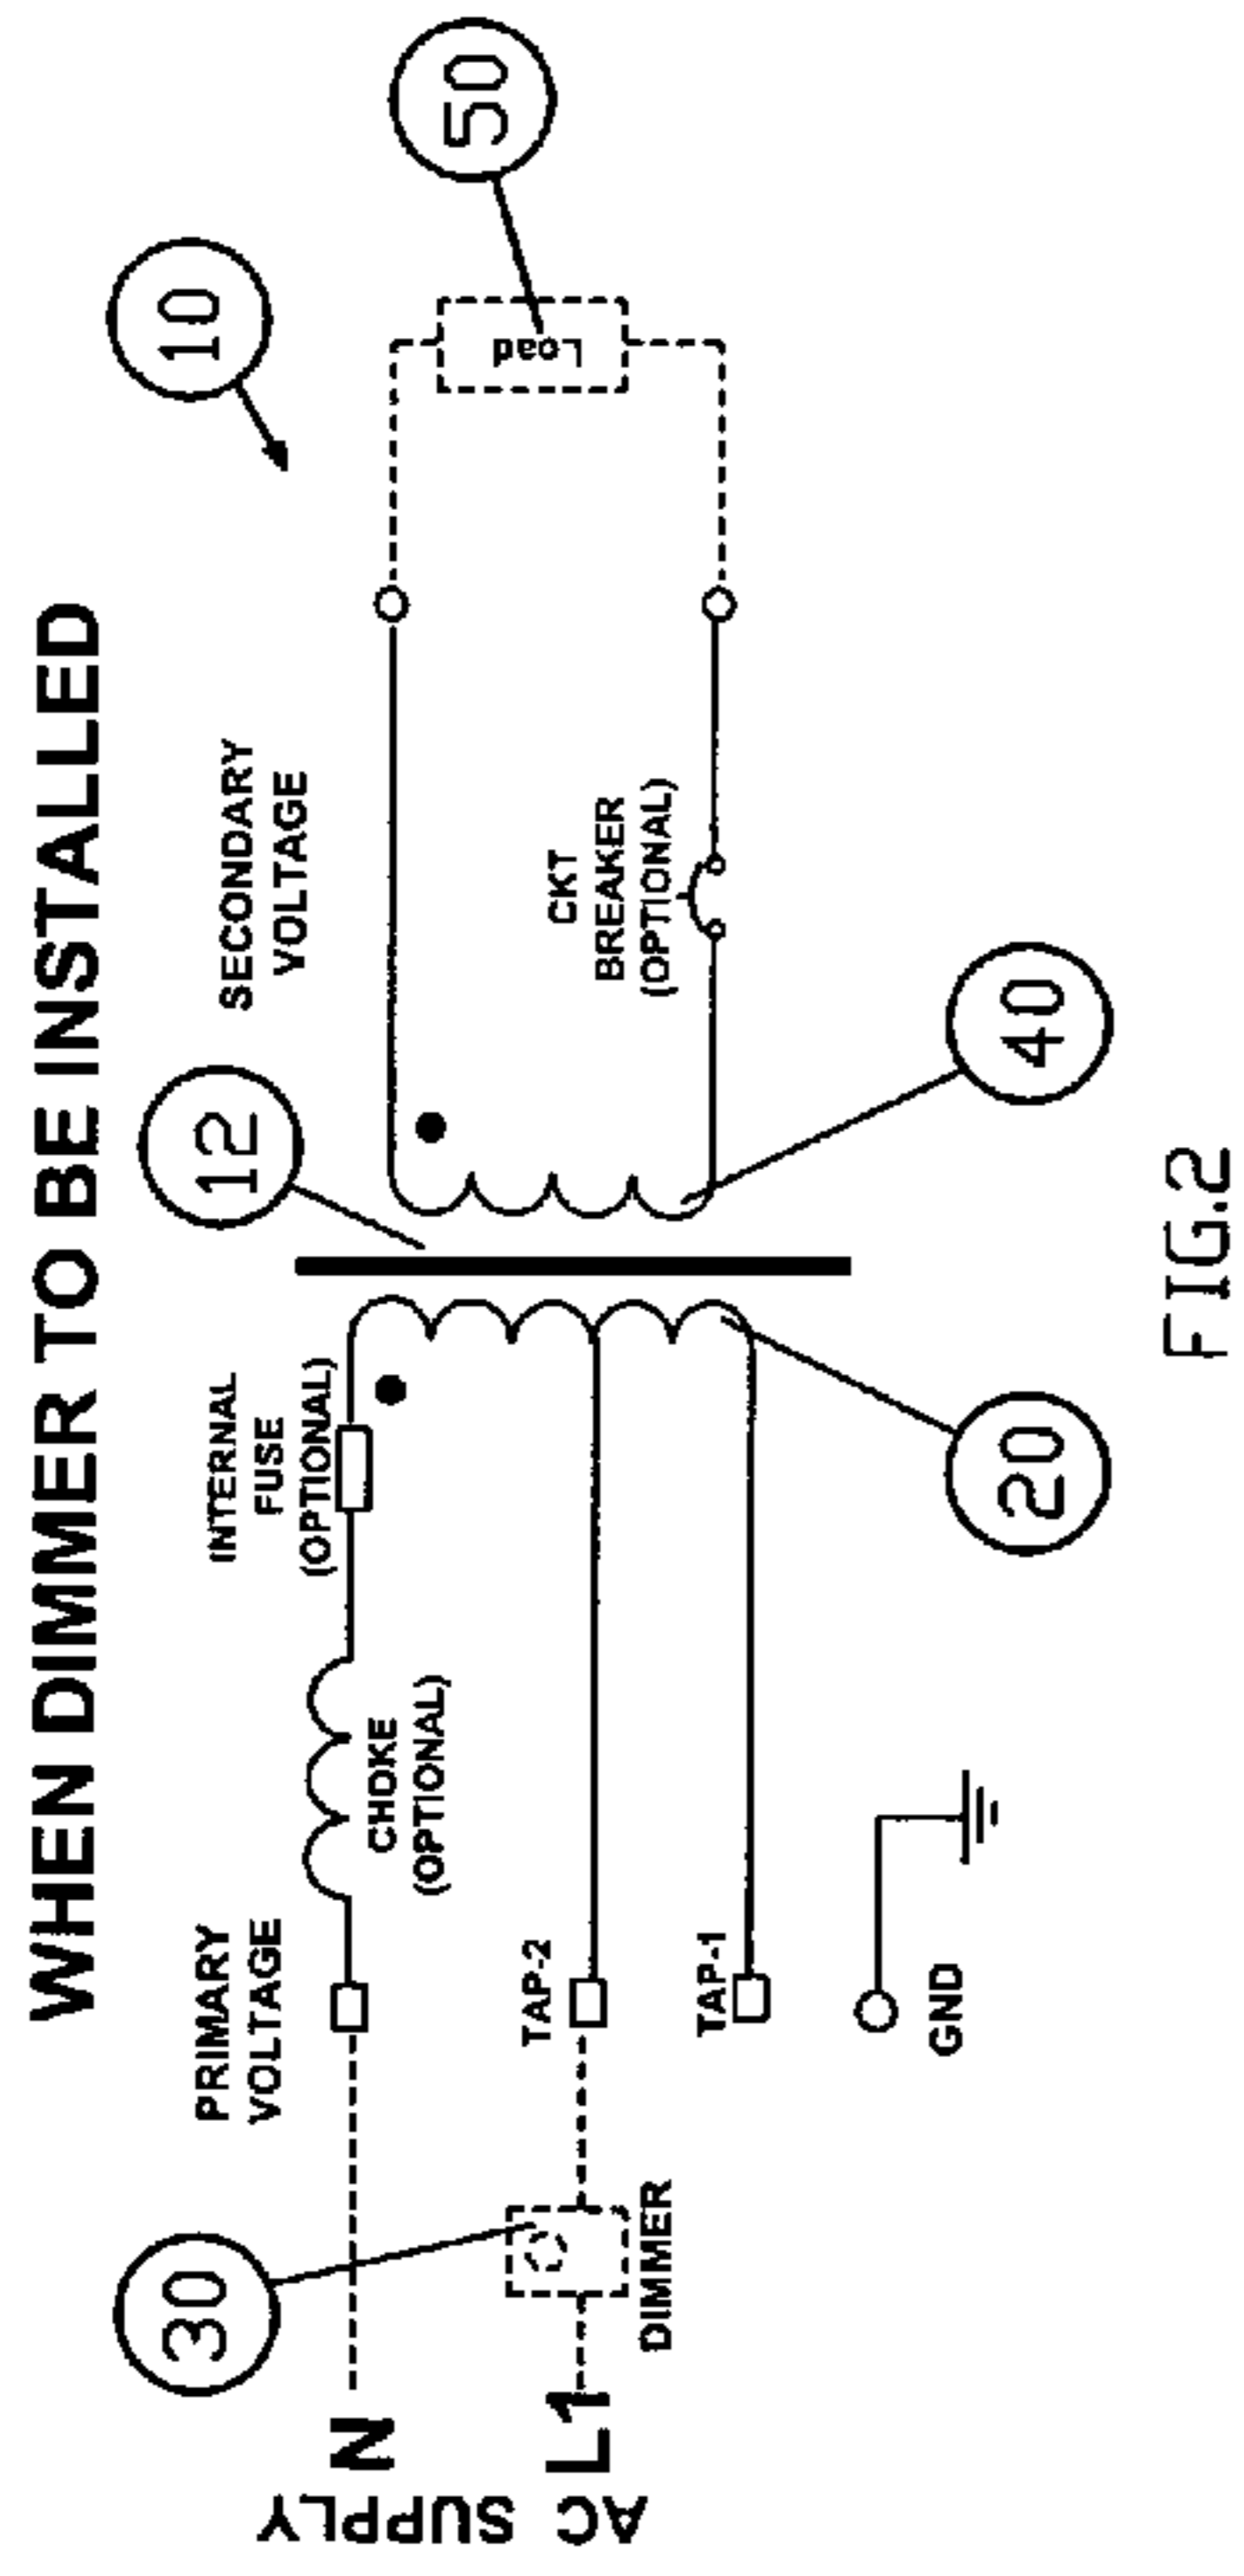 WHEN DIMMER TO BE INSTALLED
10
50
12
30
PRIMARY
VOLTAGE
INTERNAL
FUSE
(OPTIONAL)
SECONDARY
VOLTAGE
CHOKE
(OPTIONAL)
AC SUPPLY
N
L1
DIMMER
TAP-2
TAP-1
GND
CKT
BREAKER
(OPTIONAL)
Load
20
40
FIG.2